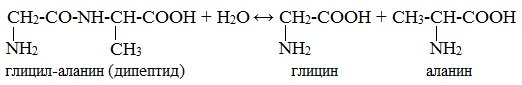 CH2-CO-NH-CH-COOH + H2O ↔ CH2-COOH + CH3-CH-COOH
NH2 CH3 NH2 NH2
глицил-аланин (дипептид) глицин аланин